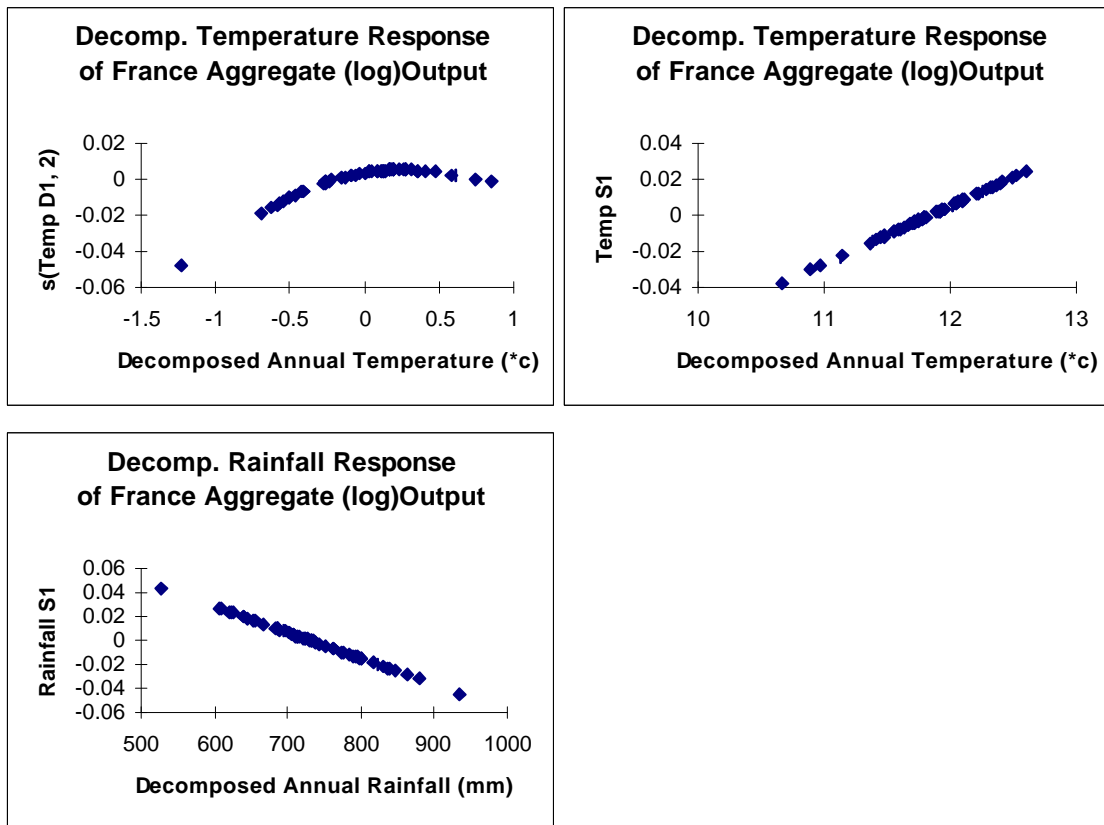 Decomp. Temperature Response
of France Aggregate (log)Output
s(Temp D1, 2)
0.02
0
-0.02
-0.04
-0.06
-1.5 -1 -0.5 0 0.5 1
Decomposed Annual Temperature (*c)
Decomp. Temperature Response
of France Aggregate (log)Output
Temp S1
0.04
0.02
0
-0.02
-0.04
10 11 12 13
Decomposed Annual Temperature (*c)
Decomp. Rainfall Response
of France Aggregate (log)Output
Rainfall S1
0.06
0.04
0.02
0
-0.02
-0.04
-0.06
500 600 700 800 900 1000
Decomposed Annual Rainfall (mm)